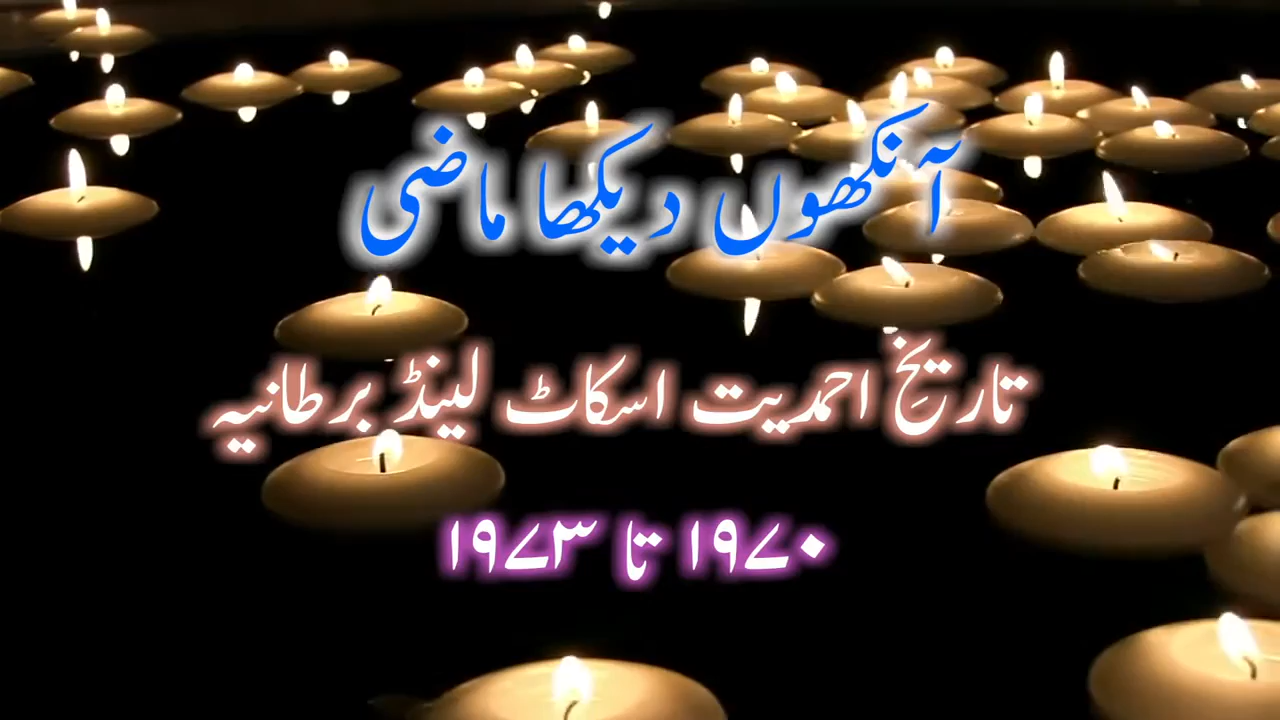 آنکھوں دیکھا ماضی
تاریخ احمدیت اسکاٹ لینڈ برطانیہ
۱۹۷۰ تا ۱۹۷۳